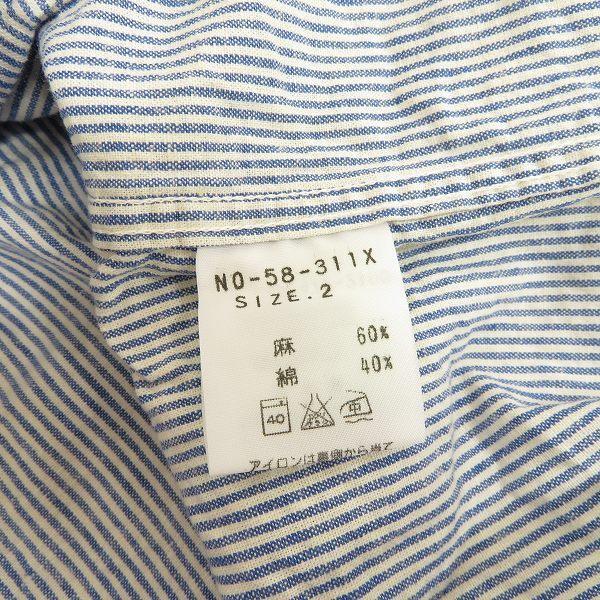 NO-58-311X
SIZE.2
麻 60%
綿 40%
40 中
アイロンは裏側から当て